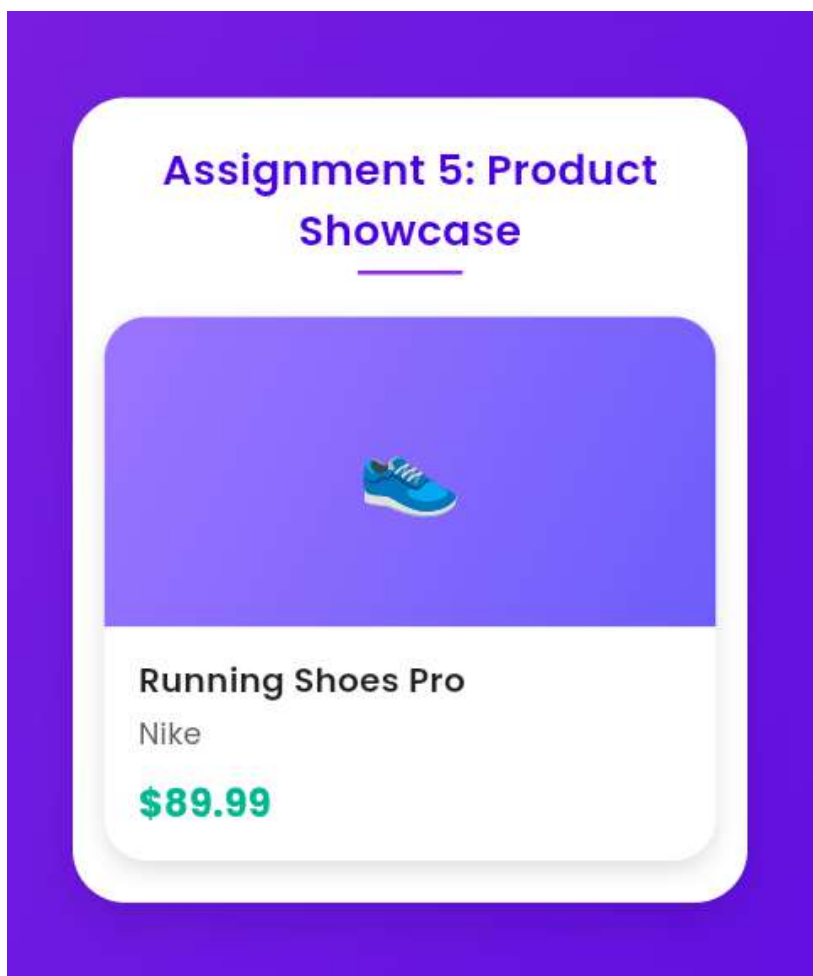 Assignment 5: Product
Showcase
Running Shoes Pro
Nike
$89.99